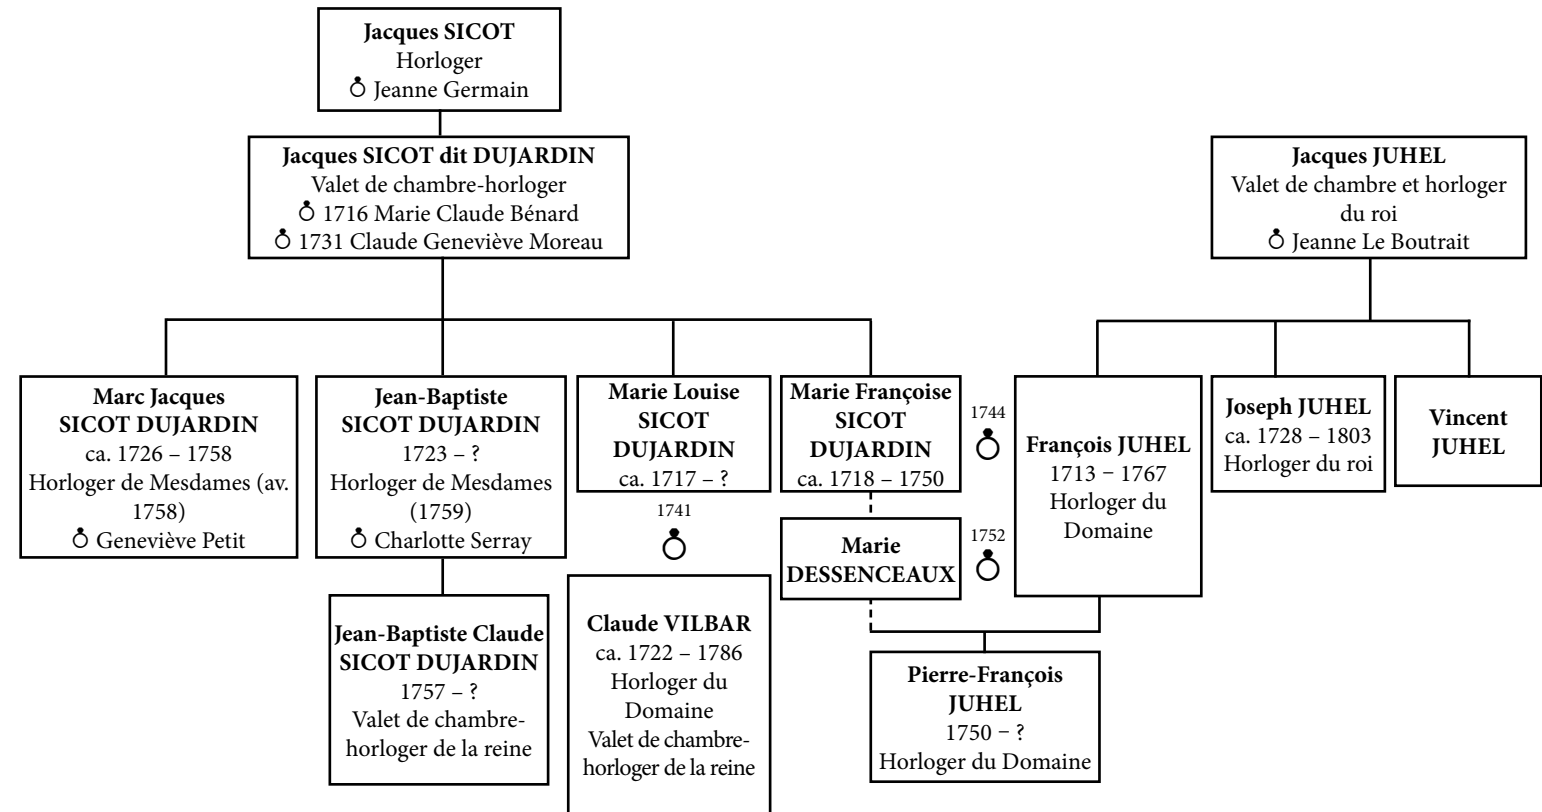 Jacques SICOT
Horloger
Jeanne Germain
Jacques SICOT dit DUJARDIN
Valet de chambre-horloger
1716 Marie Claude Bénard
1731 Claude Geneviève Moreau
Jacques JUHEL
Valet de chambre et horloger
du roi
Jeanne Le Boutrait
Marc Jacques
SICOT DUJARDIN
ca. 1726 – 1758
Horloger de Mesdames (av.
1758)
Geneviève Petit
Jean-Baptiste
SICOT DUJARDIN
1723 – ?
Horloger de Mesdames
(1759)
Charlotte Serray
Marie Louise
SICOT
DUJARDIN
ca. 1717 – ?
Marie Françoise
SICOT
DUJARDIN
ca. 1718 – 1750
1744
François JUHEL
1713 – 1767
Horloger du
Domaine
Joseph JUHEL
ca. 1728 – 1803
Horloger du roi
Vincent
JUHEL
1741
Marie
DESSENCEAUX
1752
Jean-Baptiste Claude
SICOT DUJARDIN
1757 – ?
Valet de chambre-
horloger de la reine
Claude VILBAR
ca. 1722 – 1786
Horloger du
Domaine
Valet de chambre-
horloger de la reine
Pierre-François
JUHEL
1750 – ?
Horloger du Domaine